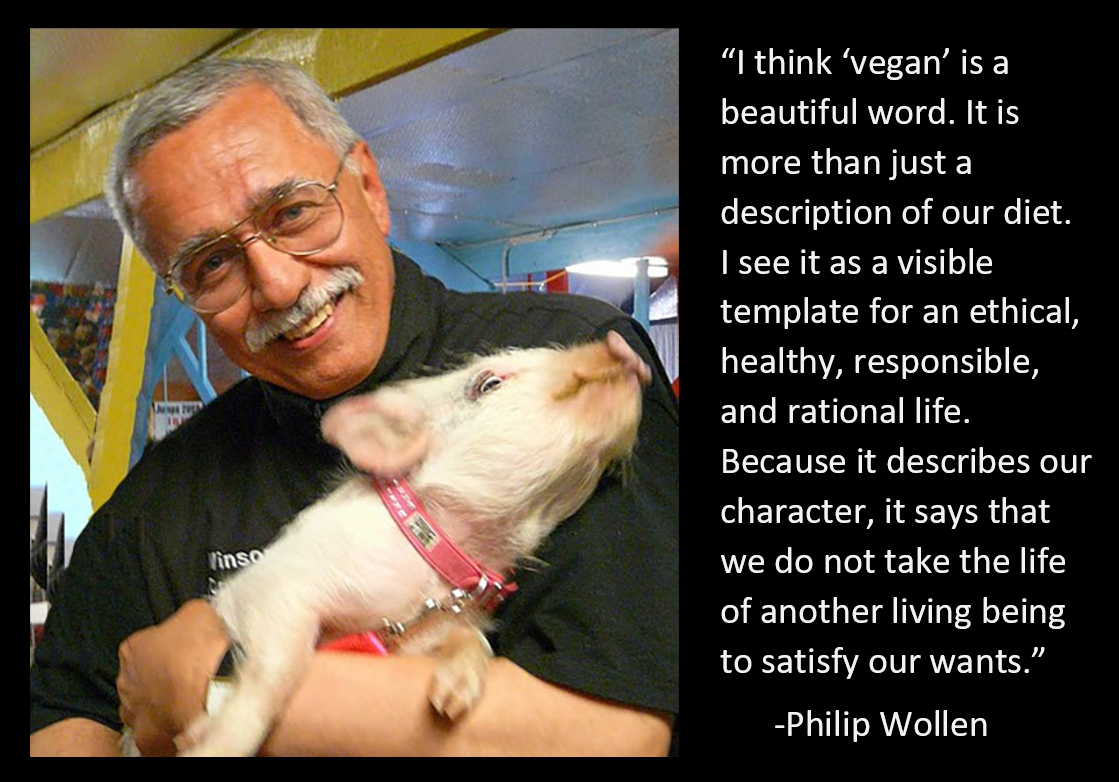 “I think ‘vegan’ is a
beautiful word. It is
more than just a
description of our diet.
I see it as a visible
template for an ethical,
healthy, responsible,
and rational life.
Because it describes our
character, it says that
we do not take the life
of another living being
to satisfy our wants.”
-Philip Wollen